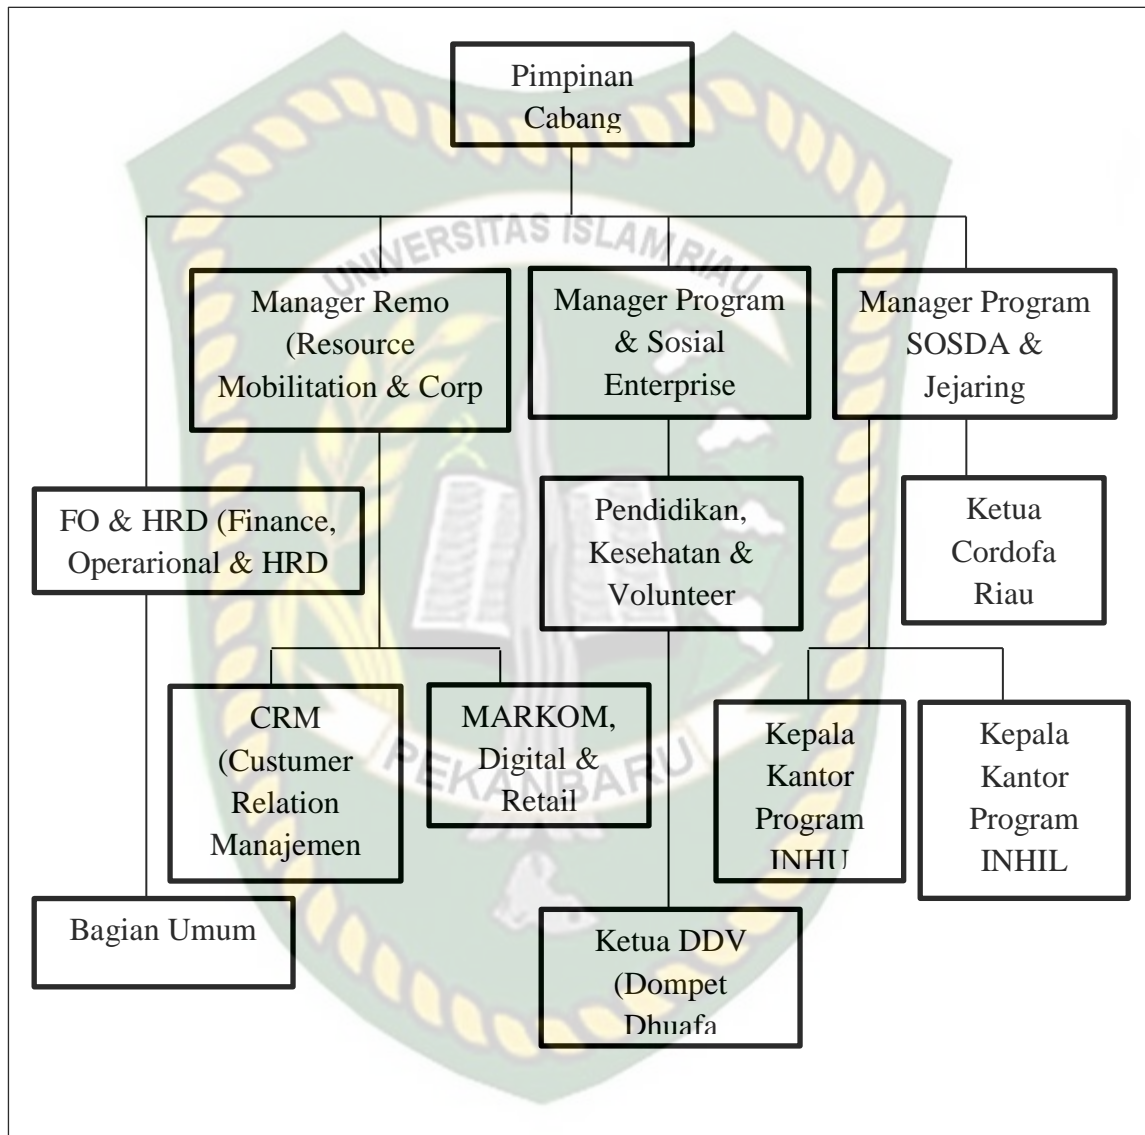 Pimpinan
Cabang
UNIVERSITAS ISLAM RIAU
Manager Remo
(Resource
Mobilitation & Corp
Manager Program
& Sosial
Enterprise
Manager Program
SOSDA &
Jejaring
FO & HRD (Finance,
Operarional & HRD
Pendidikan,
Kesehatan &
Volunteer
Ketua
Cordofa
Riau
CRM
(Custumer
Relation
Manajemen
MARKOM,
Digital &
Retail
Kepala
Kantor
Program
INHU
Kepala
Kantor
Program
INHIL
PEKANBARU
Bagian Umum
Ketua DDV
(Dompet
Dhuafa